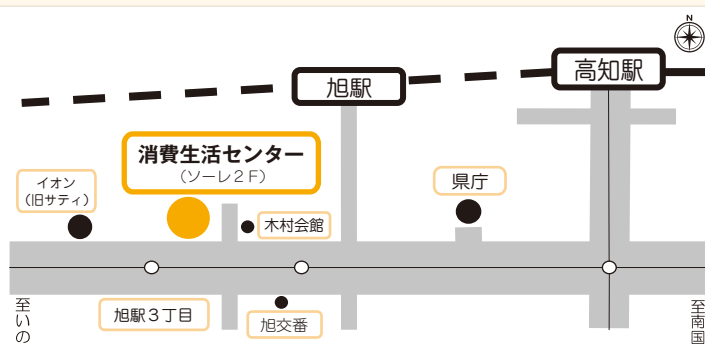 N
高知駅
旭駅
消費生活センター
（ソーレ２Ｆ）
イオン
（旧サティ）
県庁
木村会館
旭駅３丁目
旭交番
至いの
至南国